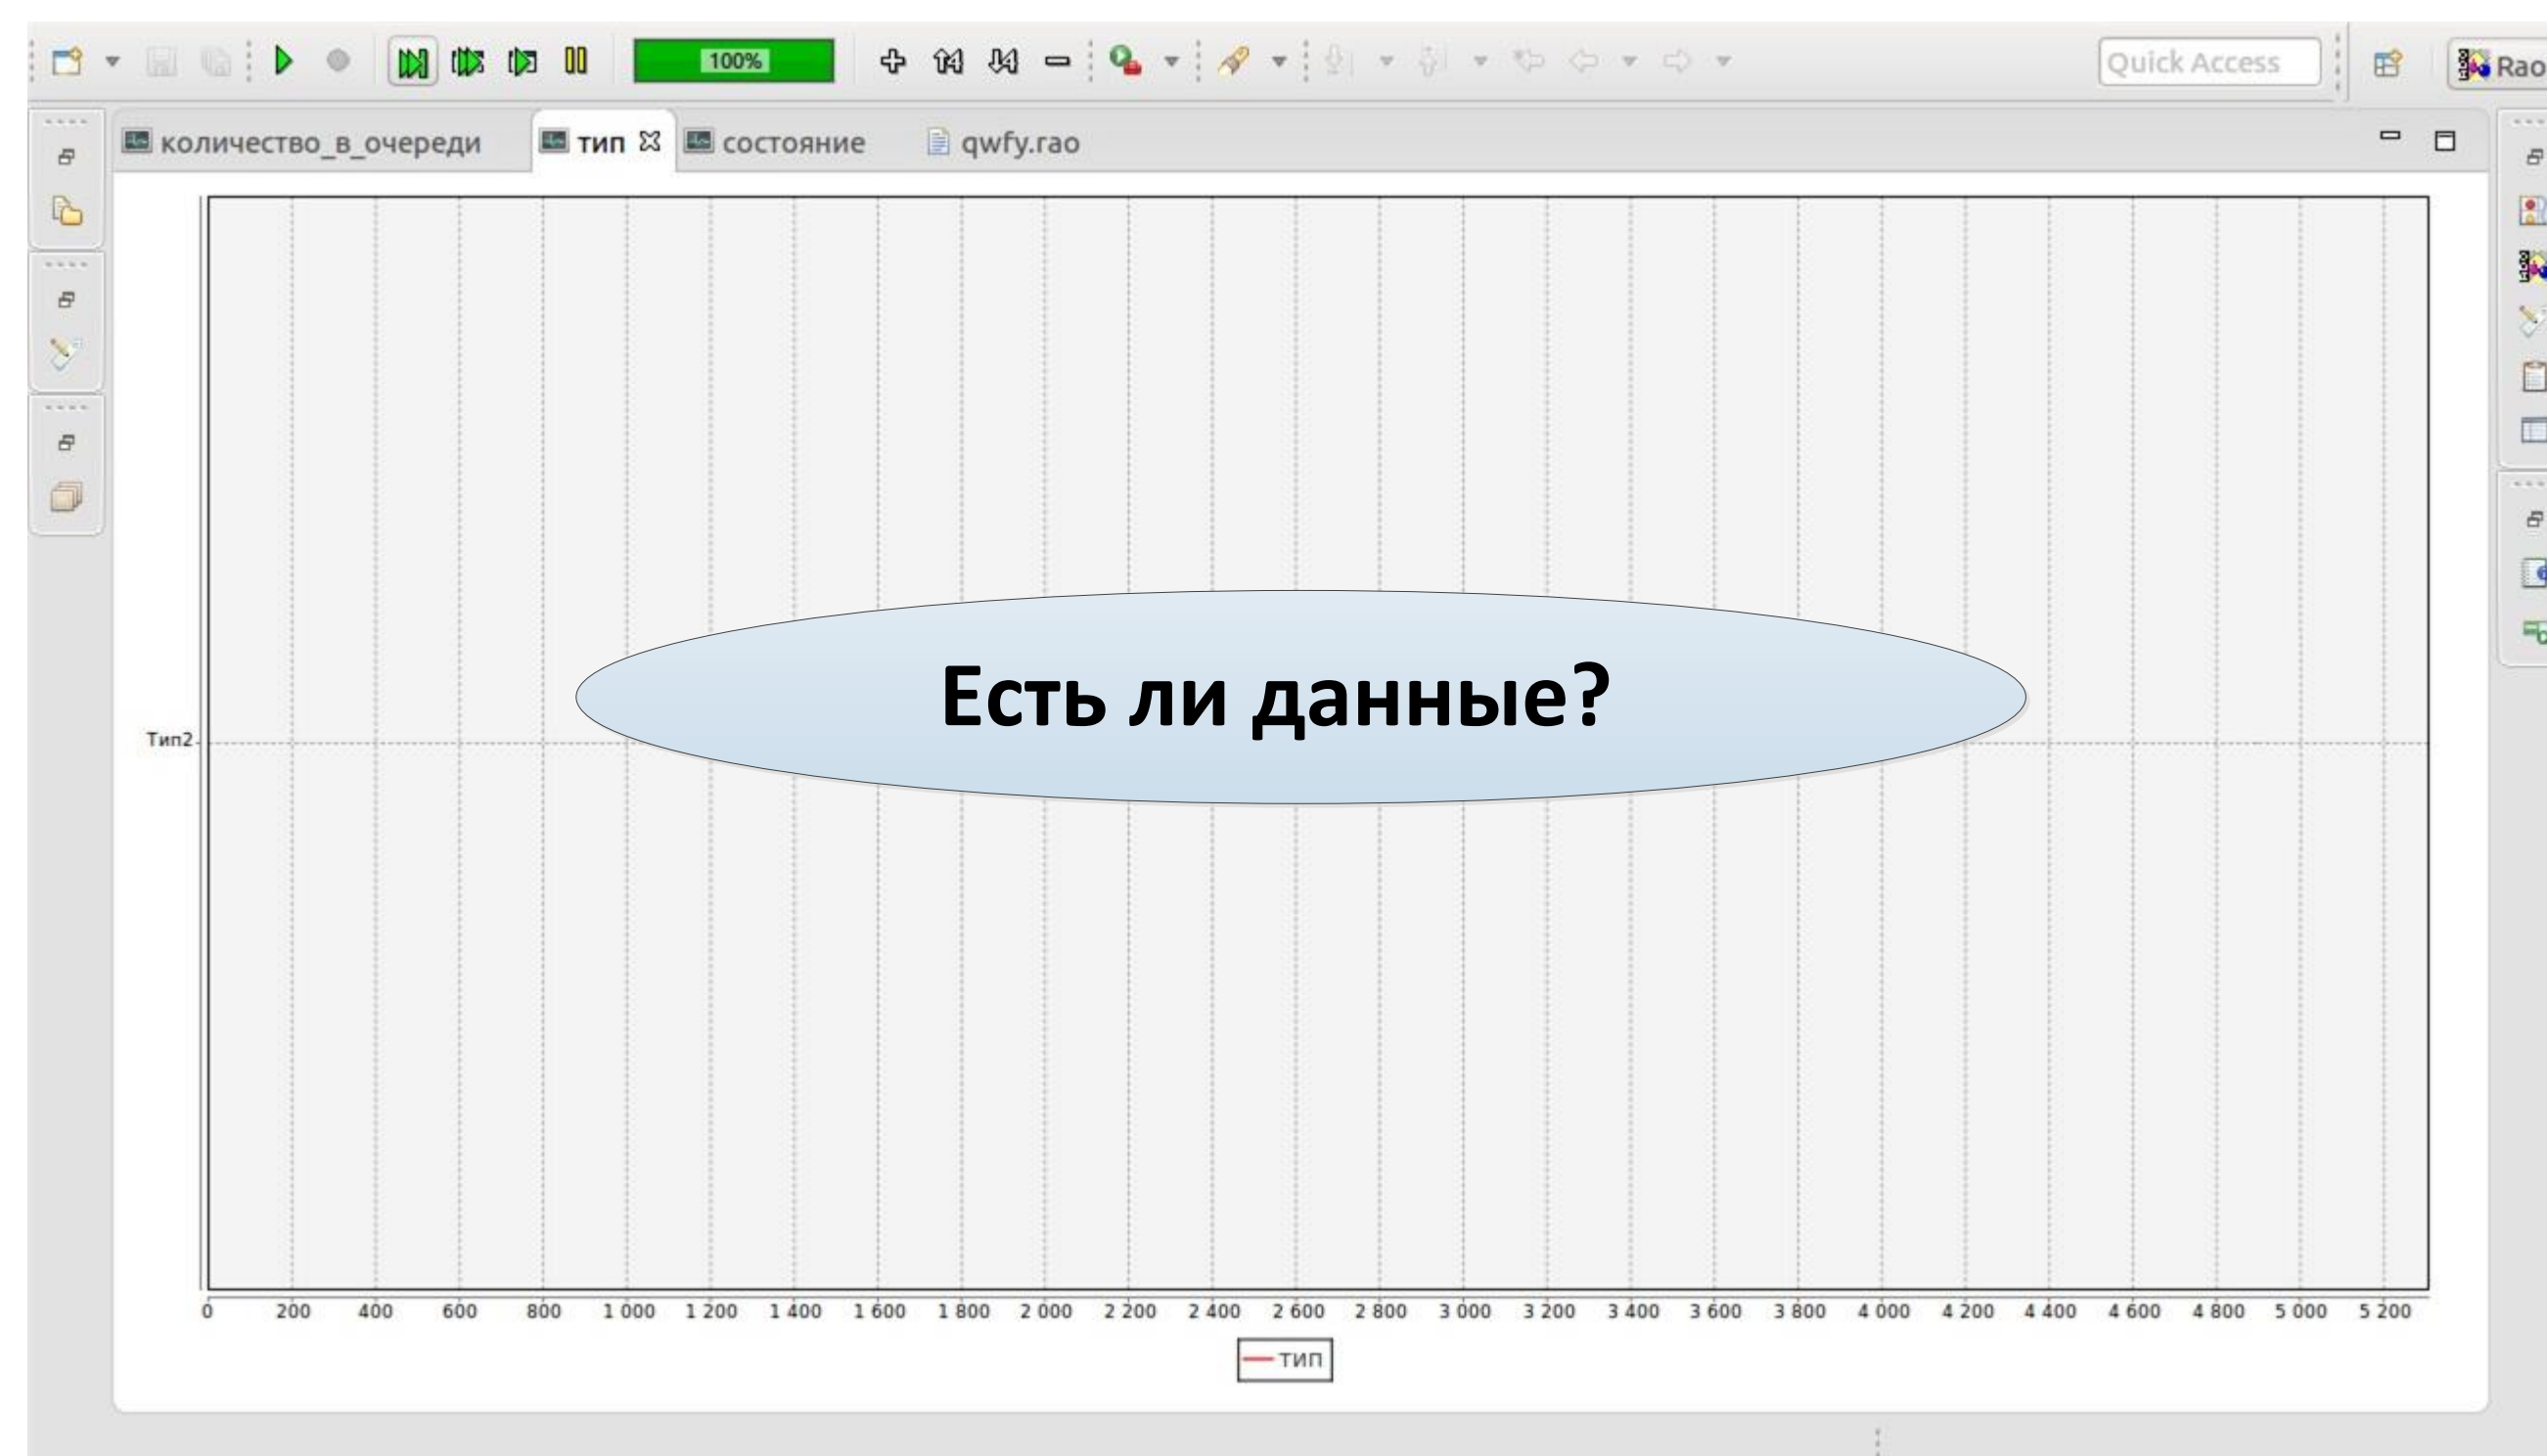 100%
Quick Access
Rao
количество_в_очереди
тип
состояние
qwfy.rao
Есть ли данные?
Тип2
0 200 400 600 800 1 000 1 200 1 400 1 600 1 800 2 000 2 200 2 400 2 600 2 800 3 000 3 200 3 400 3 600 3 800 4 000 4 200 4 400 4 600 4 800 5 000 5 200
тип